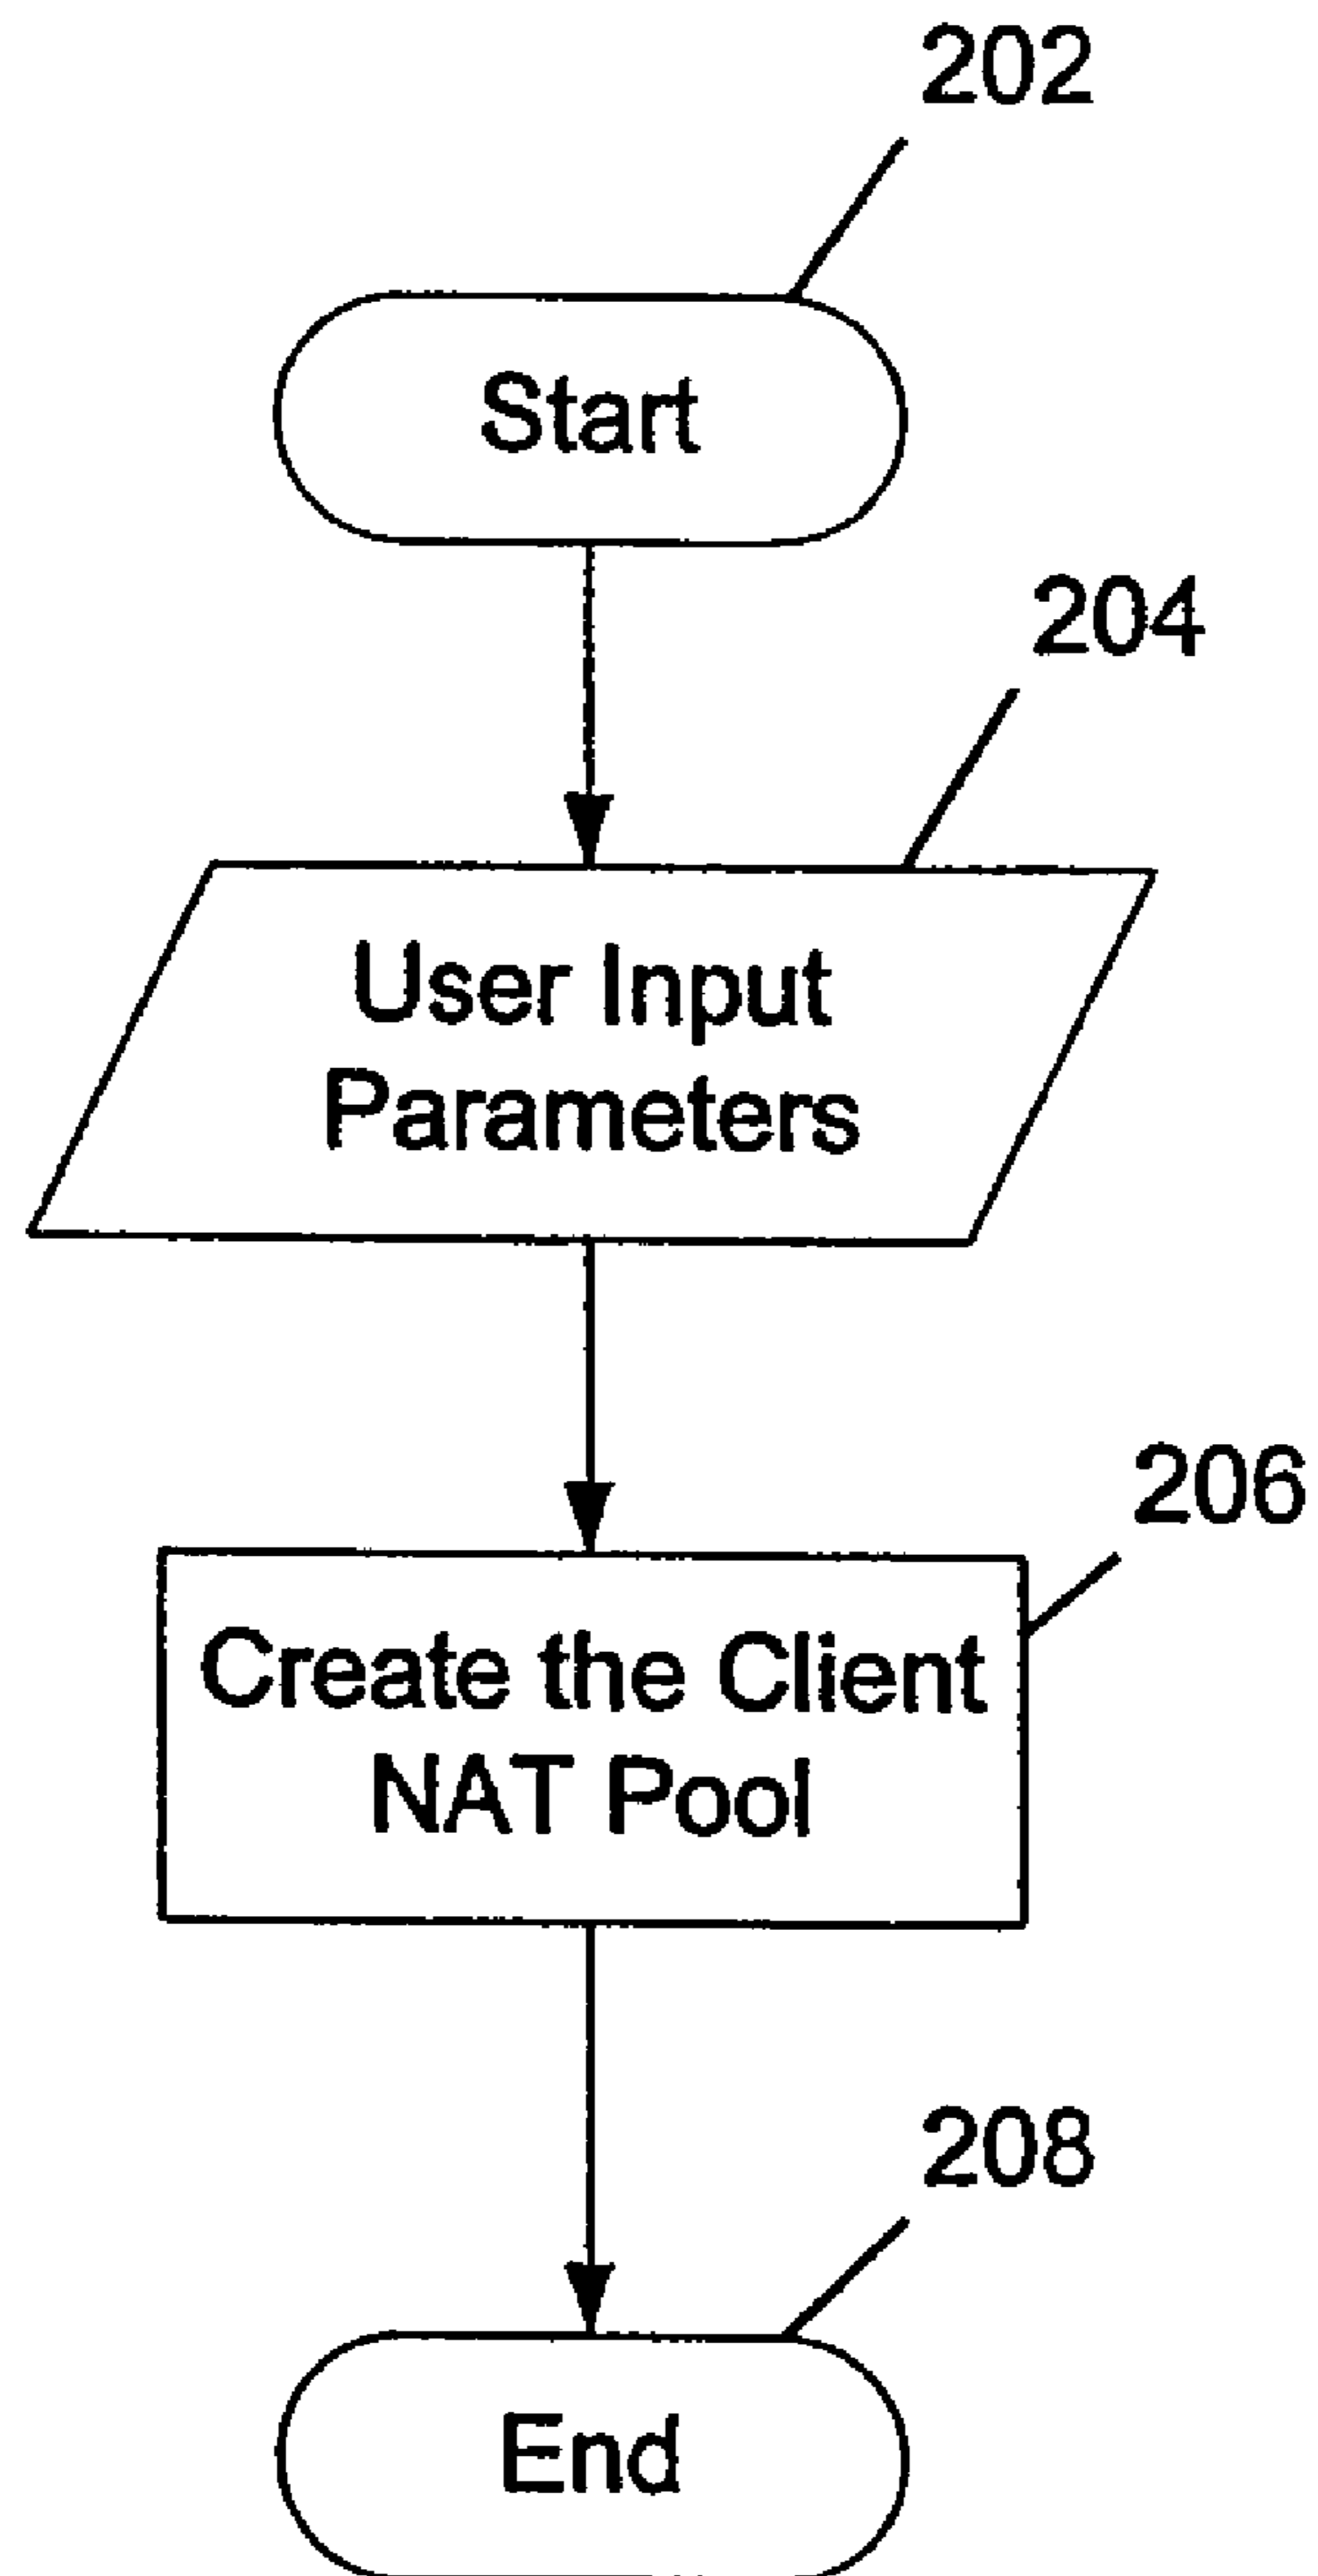 202
Start
204
User Input
Parameters
206
Create the Client
NAT Pool
208
End